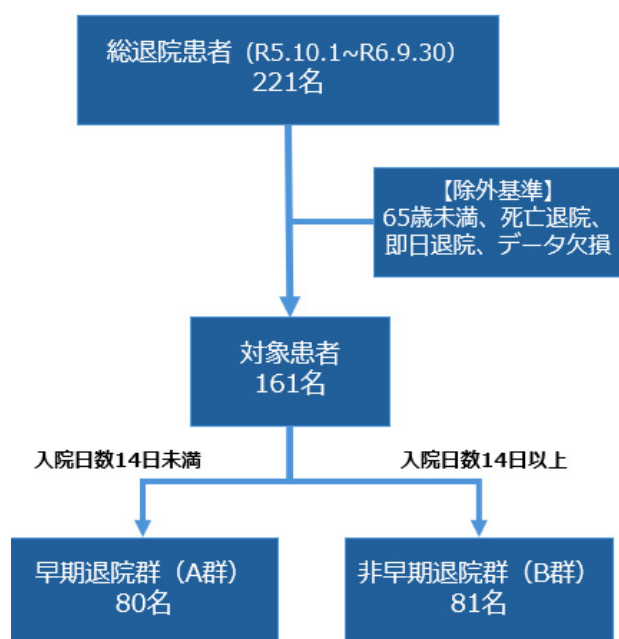 総退院患者（R5.10.1~R6.9.30）
221名
【除外基準】
65歳未満、死亡退院、
即日退院、データ欠損
対象患者
161名
入院日数14日未満
入院日数14日以上
早期退院群（A群）
80名
非早期退院群（B群）
81名